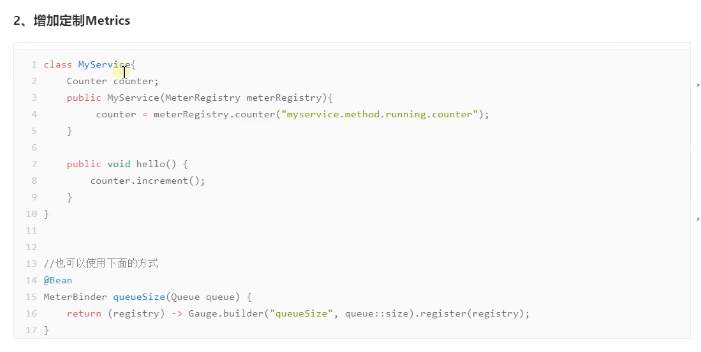 2、增加定制Metrics
1 class MyService{
2     Counter counter;
3     public MyService(MeterRegistry meterRegistry){
4          counter = meterRegistry.counter("myservice.method.running.counter");
5     }
6
7     public void hello() {
8         counter.increment();
9     }
10 }
11
12
13 //也可以使用下面的方式
14 @Bean
15 MeterBinder queueSize(Queue queue) {
16     return (registry) -> Gauge.builder("queueSize", queue::size).register(registry);
17 }